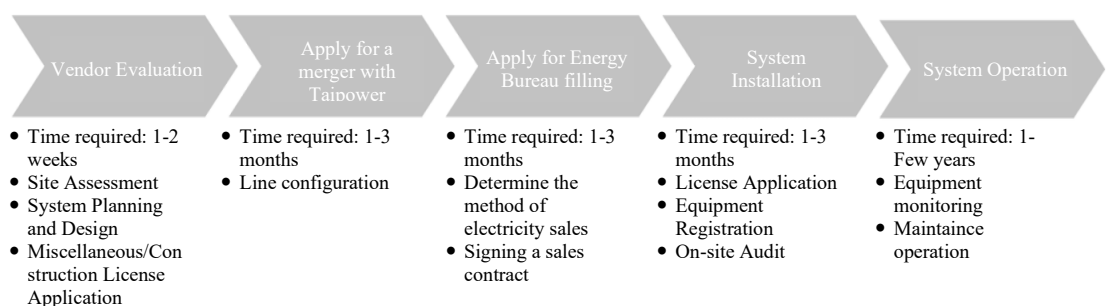 Vendor Evaluation
Apply for a
merger with
Taipower
Apply for Energy
Bureau filling
System
Installation
System Operation
• Time required: 1-2
weeks
• Site Assessment
• System Planning
and Design
• Miscellaneous/Con
struction License
Application
• Time required: 1-3
months
• Line configuration
• Time required: 1-3
months
• Determine the
method of
electricity sales
• Signing a sales
contract
• Time required: 1-3
months
• License Application
• Equipment
Registration
• On-site Audit
• Time required: 1-
Few years
• Equipment
monitoring
• Maintaince
operation